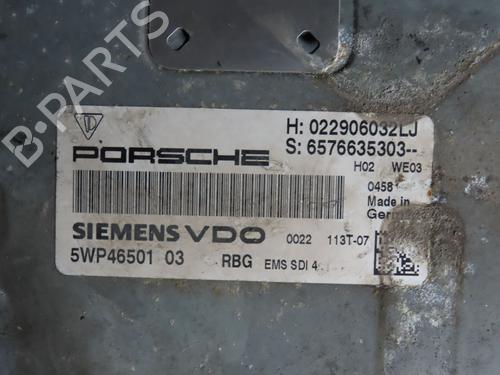 B-PARTS
H: 022906032LJ
S: 6576635303--
PORSCHE
H02 WE03
0458
Made in
Germ
SIEMENS VDO 0022 113T-07
5WP46501 03 RBG EMS SDI 4